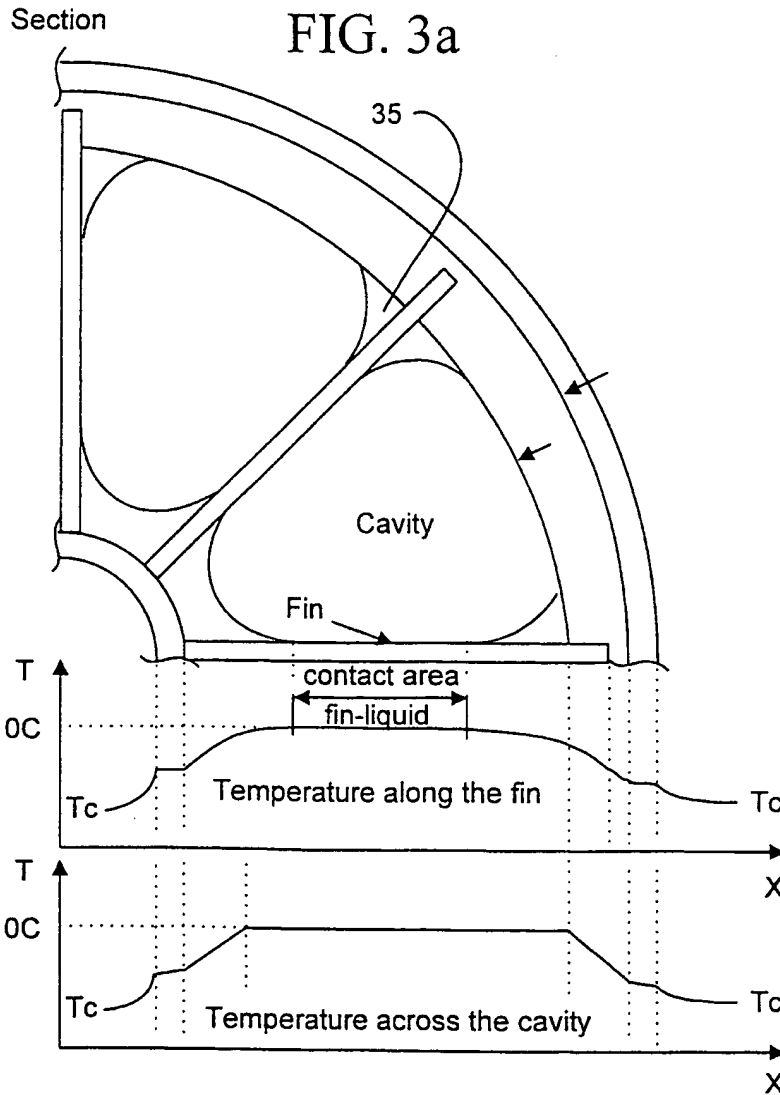 Section
FIG. 3a
35
Cavity
Fin
T
contact area
0C
fin-liquid
Tc
Temperature along the fin
Tc
T
X
0C
Tc
Temperature across the cavity
Tc
X